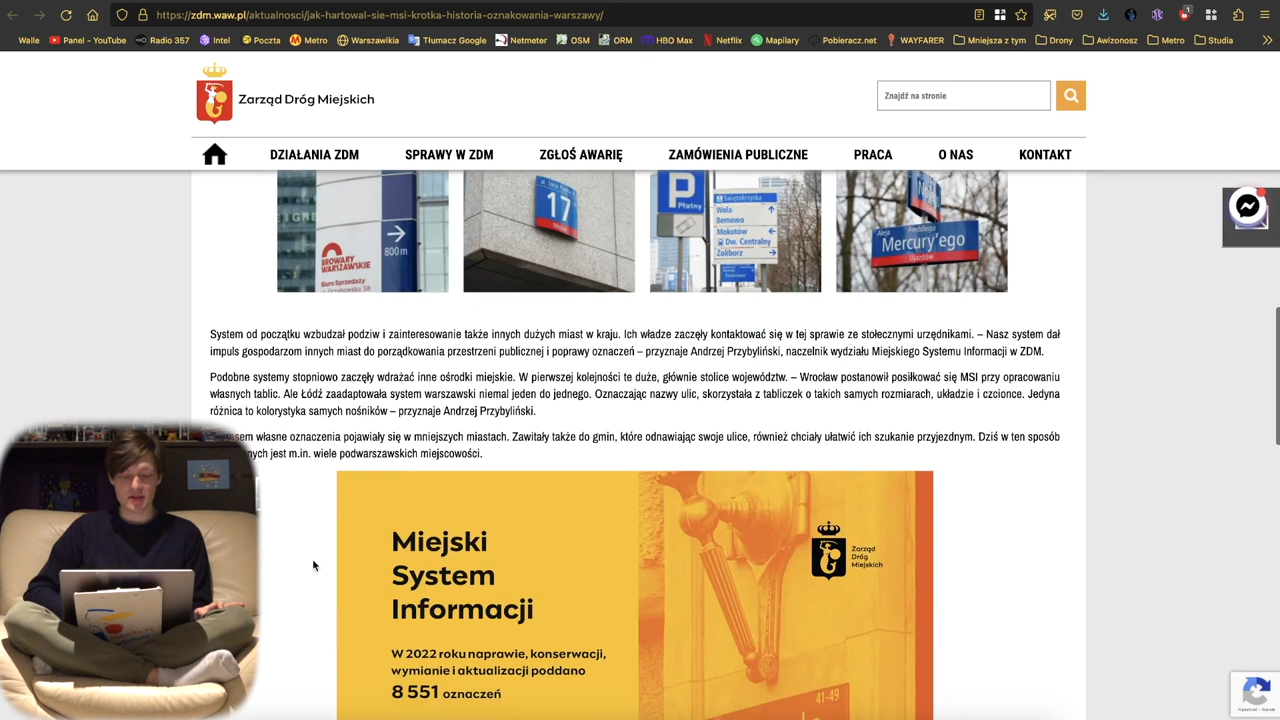 https://zdm.waw.pl/aktualnosci/jak-hartowal-sie-msi-krotka-historia-oznakowania-warszawy/
Walle Panel - YouTube Radio 357 Intel Poczta Metro Warszawikia Tłumacz Google Netmeter OSM ORM HBO Max Netflix Mapilary Pobieracz.net WAYFARER Mniejsza z tym Drony Awizonosz Metro Studia
Zarząd Dróg Miejskich
Znajdź na stronie
DZIAŁANIA ZDM SPRAWY W ZDM ZGŁOŚ AWARIĘ ZAMÓWIENIA PUBLICZNE PRACA O NAS KONTAKT
800 m
BROWARY
WARSZAWSKIE
Biuro Sprzedaży
17
P
Płatny
Świętokrzyska
Wola
Bemowo
Mokotów
Dw. Centralny
Żoliborz
Aleja Freddiego
Mercury'ego
Ujazdów
System od początku wzbudzał podziw i zainteresowanie także innych dużych miast w kraju. Ich władze zaczęły kontaktować się w tej sprawie ze stołecznymi urzędnikami. – Nasz system dał
impuls gospodarzom innych miast do porządkowania przestrzeni publicznej i poprawy oznaczeń – przyznaje Andrzej Przybyliński, naczelnik wydziału Miejskiego Systemu Informacji w ZDM.
Podobne systemy stopniowo zaczęły wdrażać inne ośrodki miejskie. W pierwszej kolejności te duże, głównie stolice województw. – Wrocław postanowił posiłkować się MSI przy opracowaniu
własnych tablic. Ale Łódź zaadaptowała system warszawski niemal jeden do jednego. Oznaczając nazwy ulic, skorzystała z tabliczek o takich samych rozmiarach, układzie i czcionce. Jedyna
różnica to kolorystyka samych nośników – przyznaje Andrzej Przybyliński.
własne oznaczenia pojawiały się w mniejszych miastach. Zawitały także do gmin, które odnawiając swoje ulice, również chciały ułatwić ich szukanie przyjezdnym. Dziś w ten sposób
jest m.in. wiele podwarszawskich miejscowości.
Miejski
System
Informacji
W 2022 roku naprawie, konserwacji,
wymianie i aktualizacji poddano
8 551 oznaczeń
Zarząd
Dróg
Miejskich
41-49